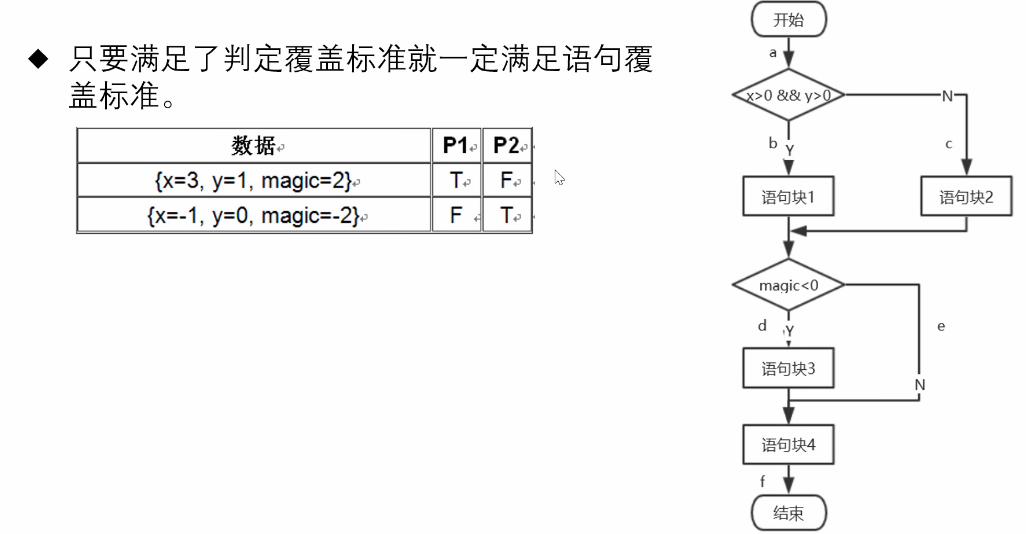 只要满足了判定覆盖标准就一定满足语句覆
盖标准。
数据 P1 P2
{x=3, y=1, magic=2} T F
{x=-1, y=0, magic=-2} F T
开始
a
x>0 && y>0
N
b
Y
c
语句块1
语句块2
magic<0
d
Y
e
语句块3
N
语句块4
f
结束